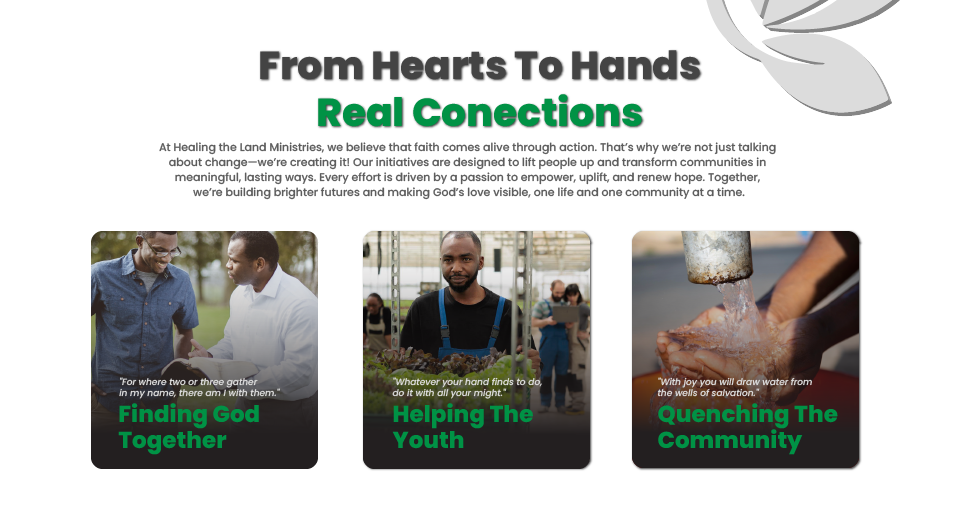 From Hearts To Hands
Real Conections
At Healing the Land Ministries, we believe that faith comes alive through action. That's why we're not just talking
about change—we're creating it! Our initiatives are designed to lift people up and transform communities in
meaningful, lasting ways. Every effort is driven by a passion to empower, uplift, and renew hope. Together,
we're building brighter futures and making God's love visible, one life and one community at a time.
"For where two or three gather
in my name, there am I with them."
Finding God
Together
"Whatever your hand finds to do,
do it with all your might."
Helping The
Youth
"With joy you will draw water from
the wells of salvation."
Quenching The
Community